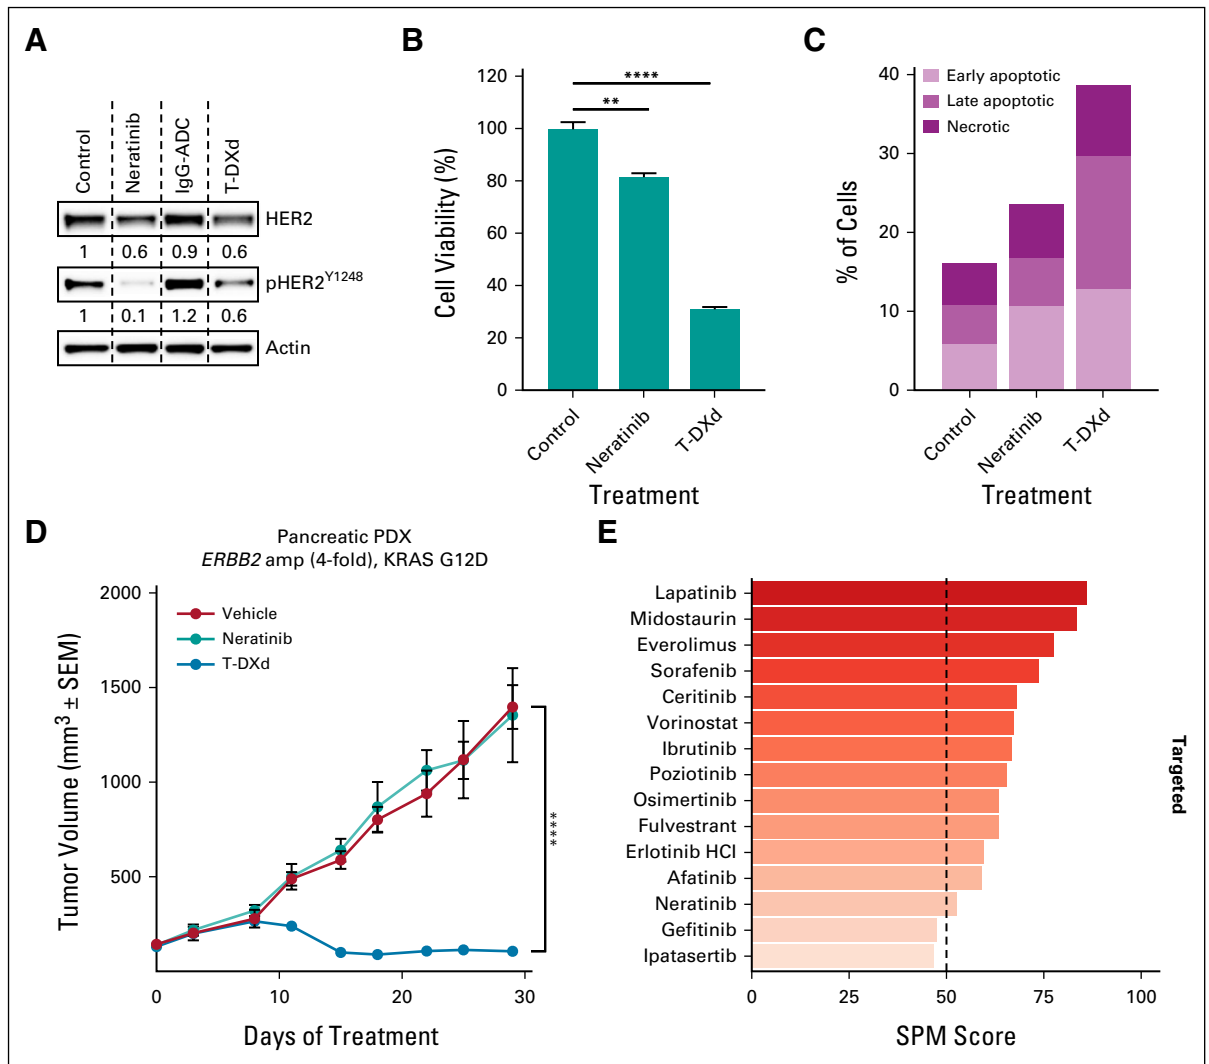 A
Control
Neratinib
IgG-ADC
T-DXd
HER2
1 0.6 0.9 0.6
pHER2Y1248
1 0.1 1.2 0.6
Actin
B
Cell Viability (%)
120
100
80
60
40
20
0
****
**
Control
Neratinib
T-DXd
Treatment
C
% of Cells
40
30
20
10
0
Early apoptotic
Late apoptotic
Necrotic
Control
Neratinib
T-DXd
Treatment
D
Pancreatic PDX
ERBB2 amp (4-fold), KRAS G12D
Tumor Volume (mm3 ± SEM)
2000
1500
1000
500
Vehicle
Neratinib
T-DXd
****
0 10 20 30
Days of Treatment
E
Lapatinib
Midostaurin
Everolimus
Sorafenib
Ceritinib
Vorinostat
Ibrutinib
Poziotinib
Osimertinib
Fulvestrant
Erlotinib HCl
Afatinib
Neratinib
Gefitinib
Ipatasertib
0 25 50 75 100
SPM Score
Targeted